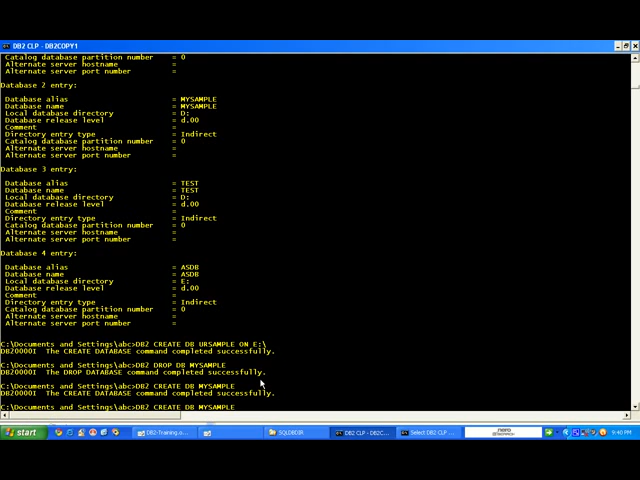 DB2 CLP - DB2COPY1
Catalog database partition number = 0
Alternate server hostname =
Alternate server port number =
Database 2 entry:
Database alias = MYSAMPLE
Database name = MYSAMPLE
Local database directory = D:
Database release level = d.00
Comment =
Directory entry type = Indirect
Catalog database partition number = 0
Alternate server hostname =
Alternate server port number =
Database 3 entry:
Database alias = TEST
Database name = TEST
Local database directory = D:
Database release level = d.00
Comment =
Directory entry type = Indirect
Catalog database partition number = 0
Alternate server hostname =
Alternate server port number =
Database 4 entry:
Database alias = ASDB
Database name = ASDB
Local database directory = E:
Database release level = d.00
Comment =
Directory entry type = Indirect
Catalog database partition number = 0
Alternate server hostname =
Alternate server port number =
C:\Documents and Settings\abc>DB2 CREATE DB URSAMPLE ON E:\
DB20000I The CREATE DATABASE command completed successfully.
C:\Documents and Settings\abc>DB2 DROP DB MYSAMPLE
DB20000I The DROP DATABASE command completed successfully.
C:\Documents and Settings\abc>DB2 CREATE DB MYSAMPLE
DB20000I The CREATE DATABASE command completed successfully.
C:\Documents and Settings\abc>DB2 CREATE DB MYSAMPLE
start DB2-Training.o... SQLDBDIR DB2 CLP - DB2C... Select DB2 CLP ... nero 9:40 PM